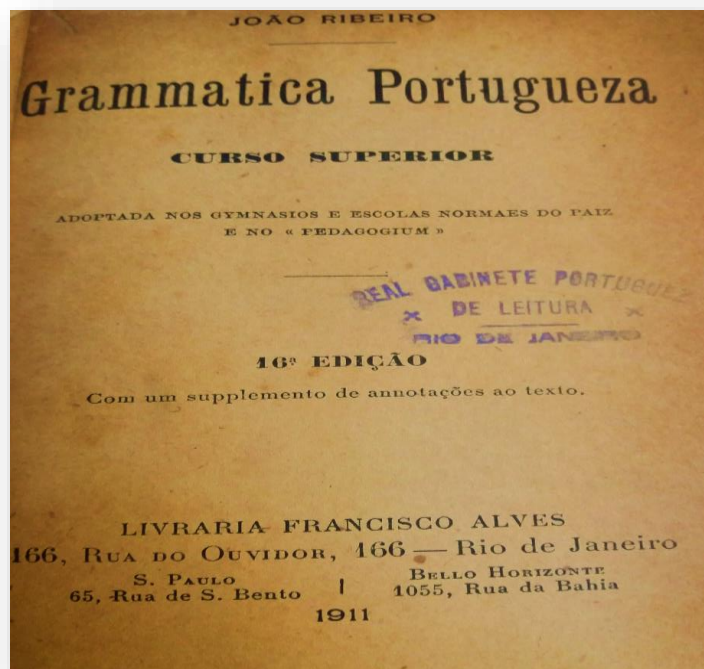 JOÃO RIBEIRO
Grammatica Portugueza
CURSO SUPERIOR
ADOPTADA NOS GYMNASIOS E ESCOLAS NORMAES DO PAIZ
E NO « PEDAGOGIUM »
REAL GABINETE PORTUGUEZ
× DE LEITURA ×
RIO DE JANEIRO
16ª EDIÇÃO
Com um supplemento de annotações ao texto.
LIVRARIA FRANCISCO ALVES
166, RUA DO OUVIDOR, 166 — Rio de Janeiro
S. PAULO
65, Rua de S. Bento
BELLO HORIZONTE
1055, Rua da Bahia
1911